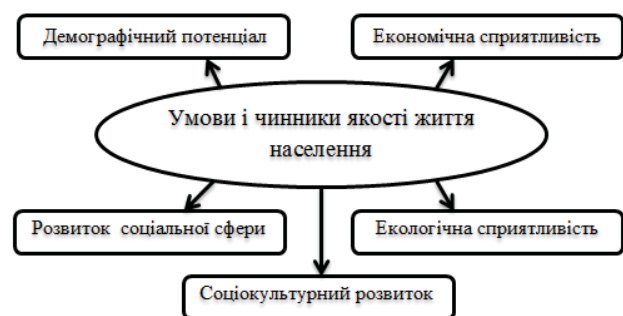 Демографічний потенціал
Економічна сприятливість
Умови і чинники якості життя
населення
Розвиток соціальної сфери
Екологічна сприятливість
Соціокультурний розвиток